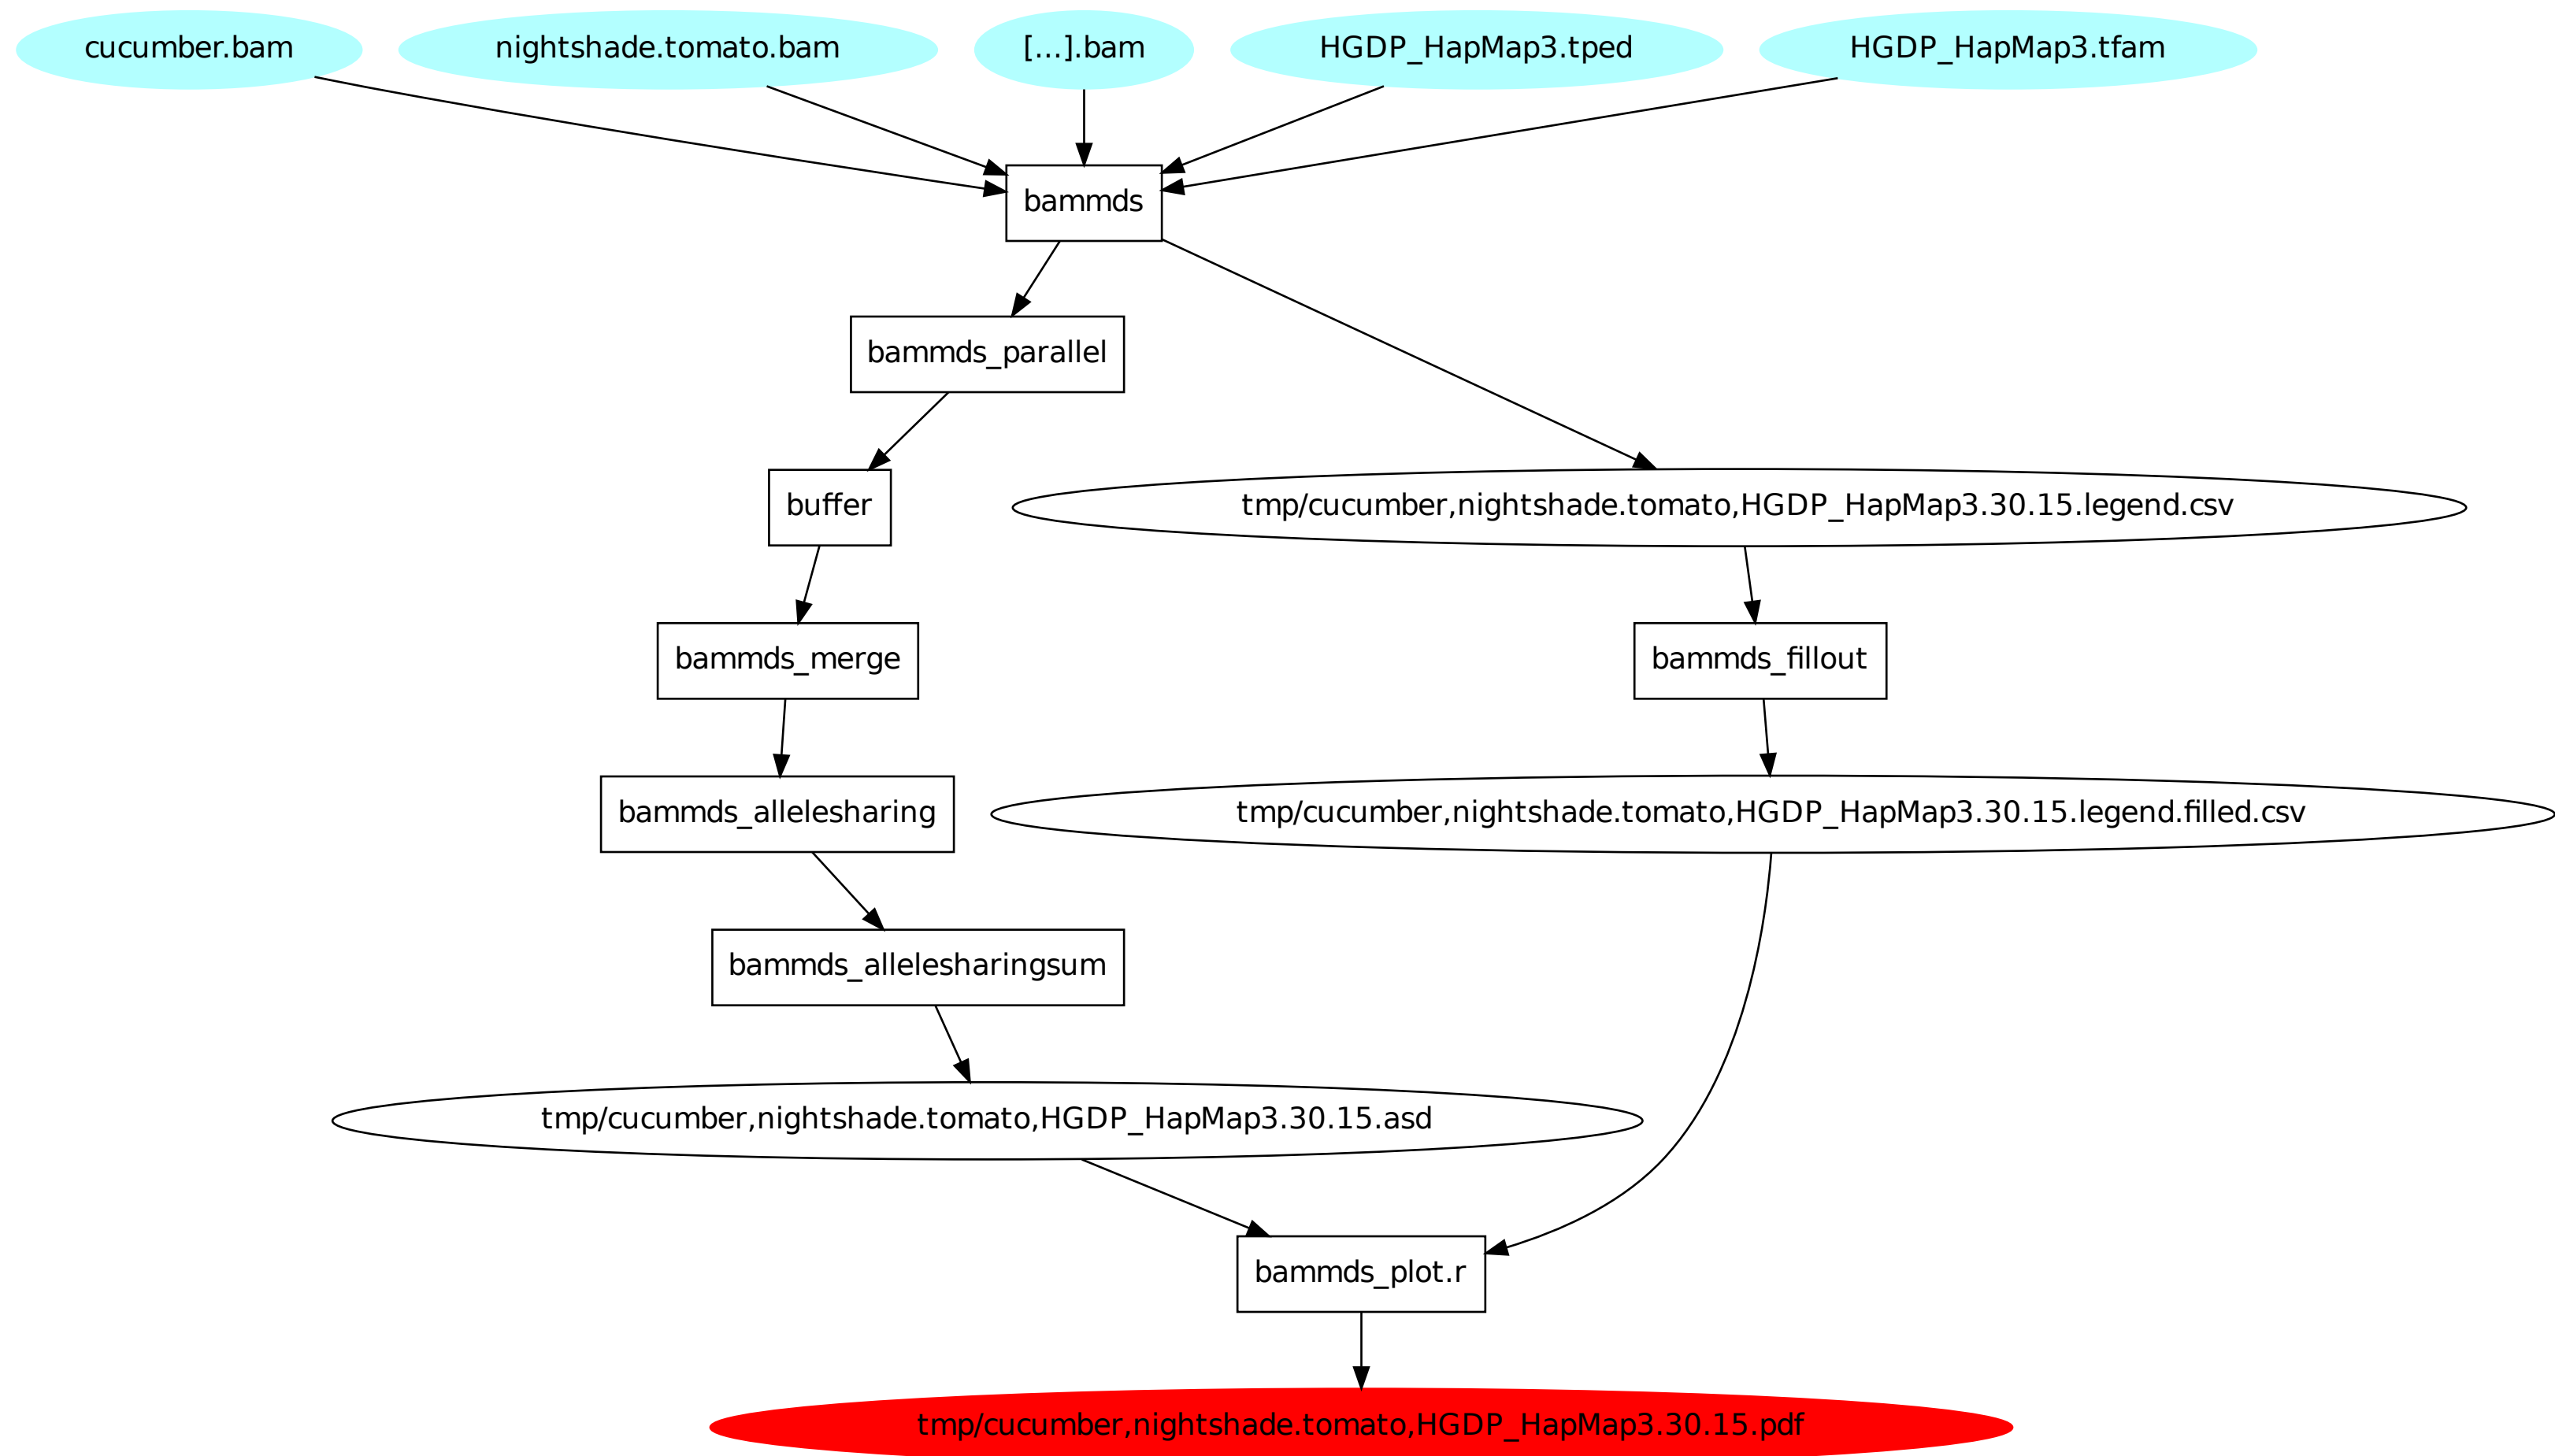 cucumber.bam
nightshade.tomato.bam
[...].bam
HGDP_HapMap3.tped
HGDP_HapMap3.tfam
bammds
bammds_parallel
buffer
tmp/cucumber,nightshade.tomato,HGDP_HapMap3.30.15.legend.csv
bammds_merge
bammds_fillout
bammds_allelesharing
tmp/cucumber,nightshade.tomato,HGDP_HapMap3.30.15.legend.filled.csv
bammds_allelesharingsum
tmp/cucumber,nightshade.tomato,HGDP_HapMap3.30.15.asd
bammds_plot.r
tmp/cucumber,nightshade.tomato,HGDP_HapMap3.30.15.pdf